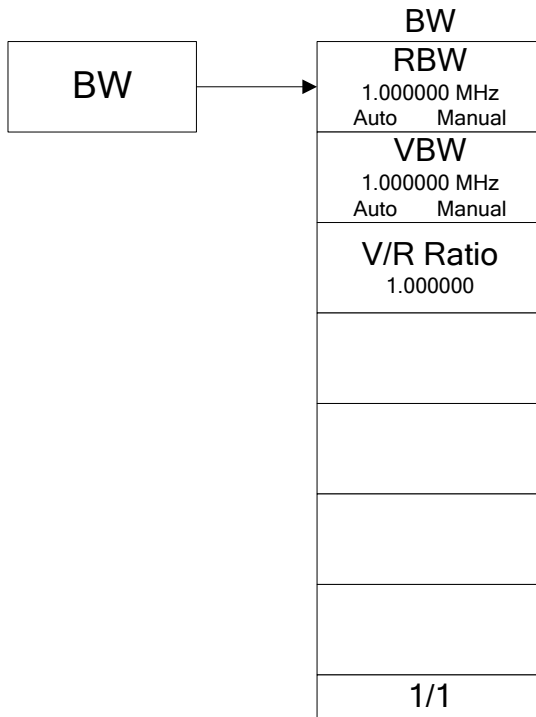 BW
BW
RBW
1.000000 MHz
Auto Manual
VBW
1.000000 MHz
Auto Manual
V/R Ratio
1.000000
1/1